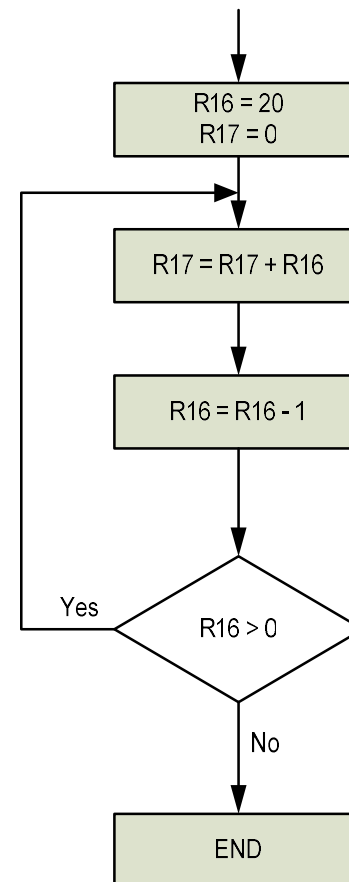 R16 = 20
R17 = 0
R17 = R17 + R16
R16 = R16 - 1
R16 > 0
Yes
No
END